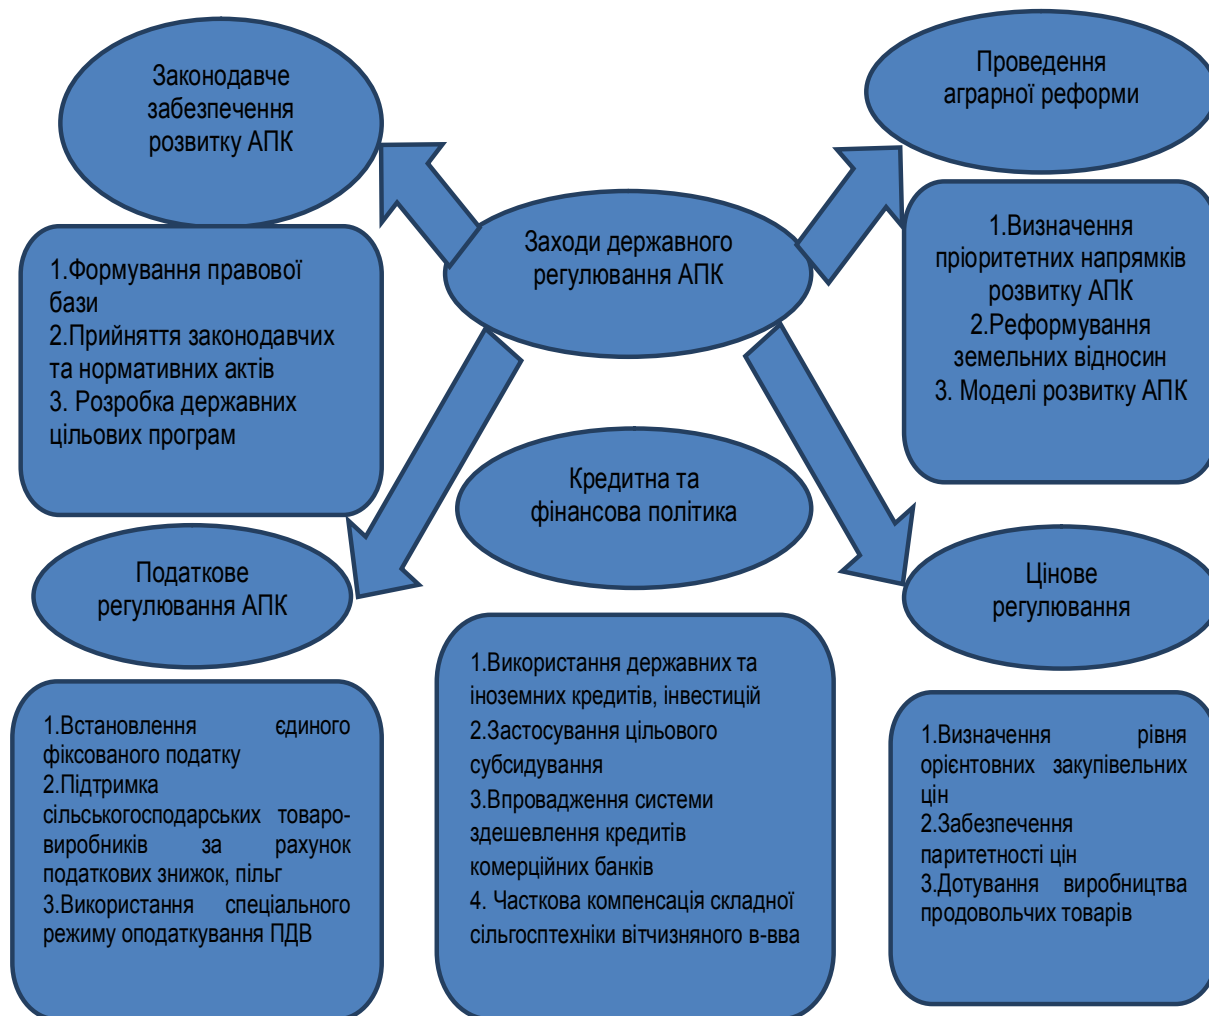 Законодавче
забезпечення
розвитку АПК
Проведення
аграрної реформи
Заходи державного
регулювання АПК
1.Формування правової
бази
2.Прийняття законодавчих
та нормативних актів
3. Розробка державних
цільових програм
1.Визначення
пріоритетних напрямків
розвитку АПК
2.Реформування
земельних відносин
3. Моделі розвитку АПК
Кредитна та
фінансова політика
Податкове
регулювання АПК
Цінове
регулювання
1.Встановлення єдиного
фіксованого податку
2.Підтримка
сільськогосподарських товаро-
виробників за рахунок
податкових знижок, пільг
3.Використання спеціального
режиму оподаткування ПДВ
1.Використання державних та
іноземних кредитів, інвестицій
2.Застосування цільового
субсидування
3.Впровадження системи
здешевлення кредитів
комерційних банків
4. Часткова компенсація складної
сільгосптехніки вітчизняного в-вва
1.Визначення рівня
орієнтовних закупівельних
цін
2.Забезпечення
паритетності цін
3.Дотування виробництва
продовольчих товарів